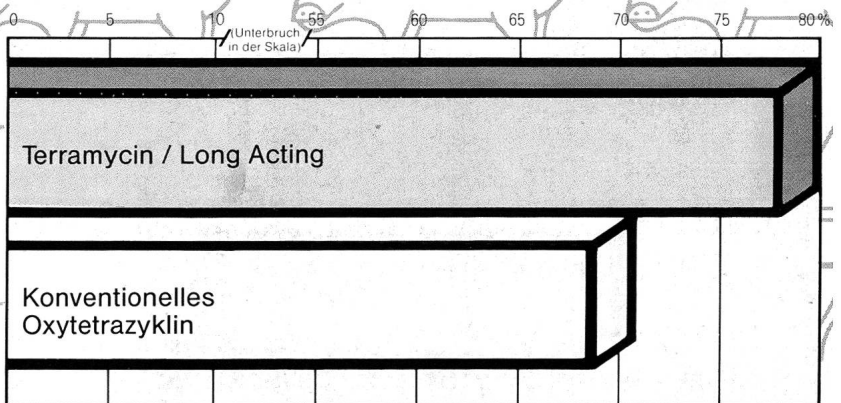 0 5 10 55 60 65 70 75 80%
(Unterbruch
in der Skala)
Terramycin / Long Acting
Konventionelles
Oxytetrazyklin